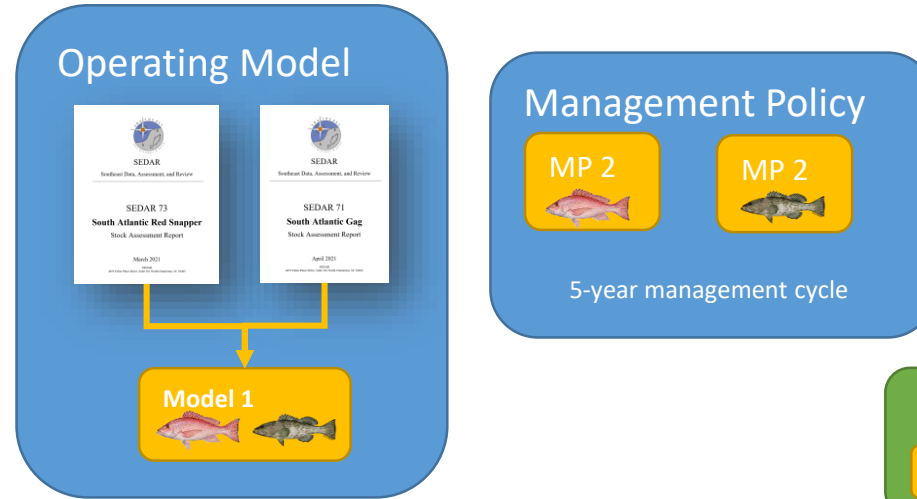 Operating Model
SEDAR
Southeast Data, Assessment, and Review
SEDAR 73
South Atlantic Red Snapper
Stock Assessment Report
March 2021
SEDAR
SEDAR
Southeast Data, Assessment, and Review
SEDAR 71
South Atlantic Gag
Stock Assessment Report
April 2021
SEDAR
Model 1
Management Policy
MP 2
MP 2
5-year management cycle